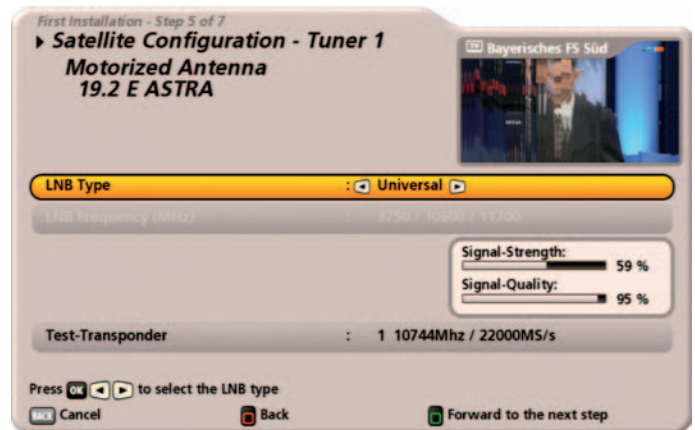 First Installation - Step 5 of 7
Satellite Configuration - Tuner 1
Motorized Antenna
19.2 E ASTRA
TV Bayerisches FS Süd
LNB Type : Universal
LNB Frequency (MHz) : 9750 / 10600 / 11700
Signal-Strength:
59 %
Signal-Quality:
95 %
Test-Transponder : 1 10744Mhz / 22000MS/s
Press OK to select the LNB type
BACK Cancel Back Forward to the next step